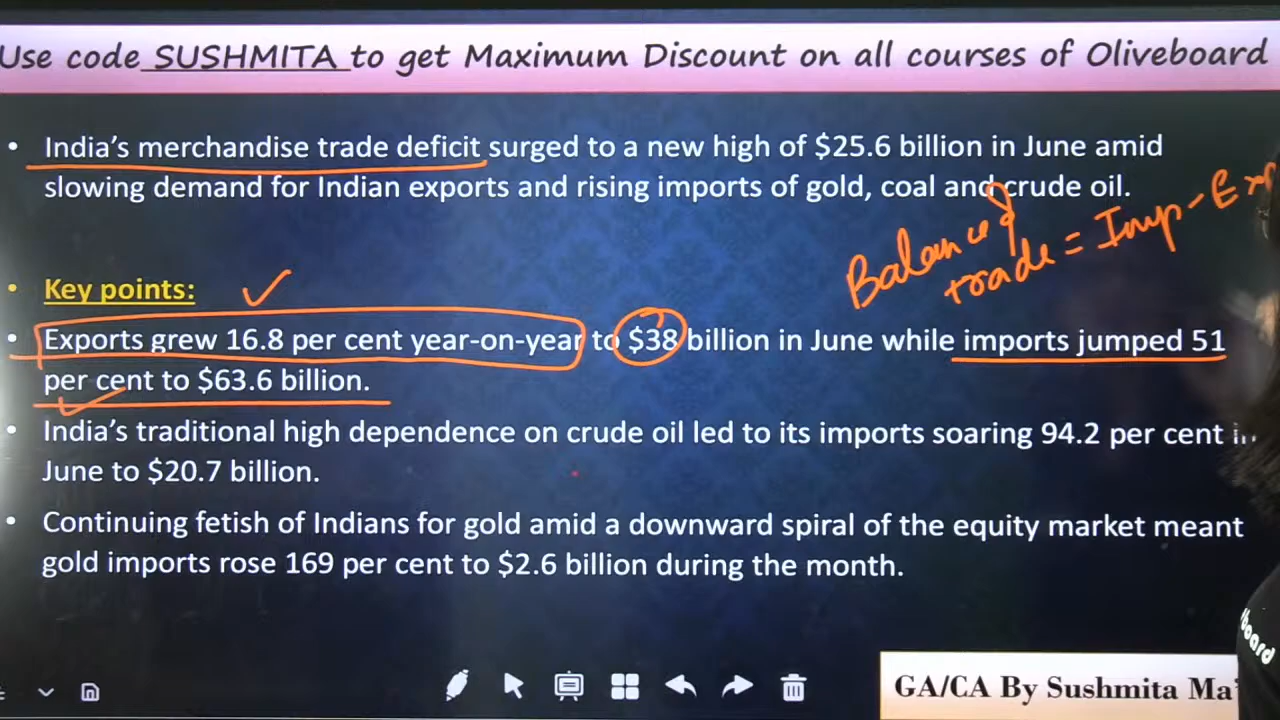 Use code SUSHMITA to get Maximum Discount on all courses of Oliveboard
• India's merchandise trade deficit surged to a new high of $25.6 billion in June amid
slowing demand for Indian exports and rising imports of gold, coal and crude oil.
Balance of
trade = Imp - Exp
• Key points:
• Exports grew 16.8 per cent year-on-year to $38 billion in June while imports jumped 51
per cent to $63.6 billion.
• India's traditional high dependence on crude oil led to its imports soaring 94.2 per cent in
June to $20.7 billion.
• Continuing fetish of Indians for gold amid a downward spiral of the equity market meant
gold imports rose 169 per cent to $2.6 billion during the month.
board
GA/CA By Sushmita Ma'